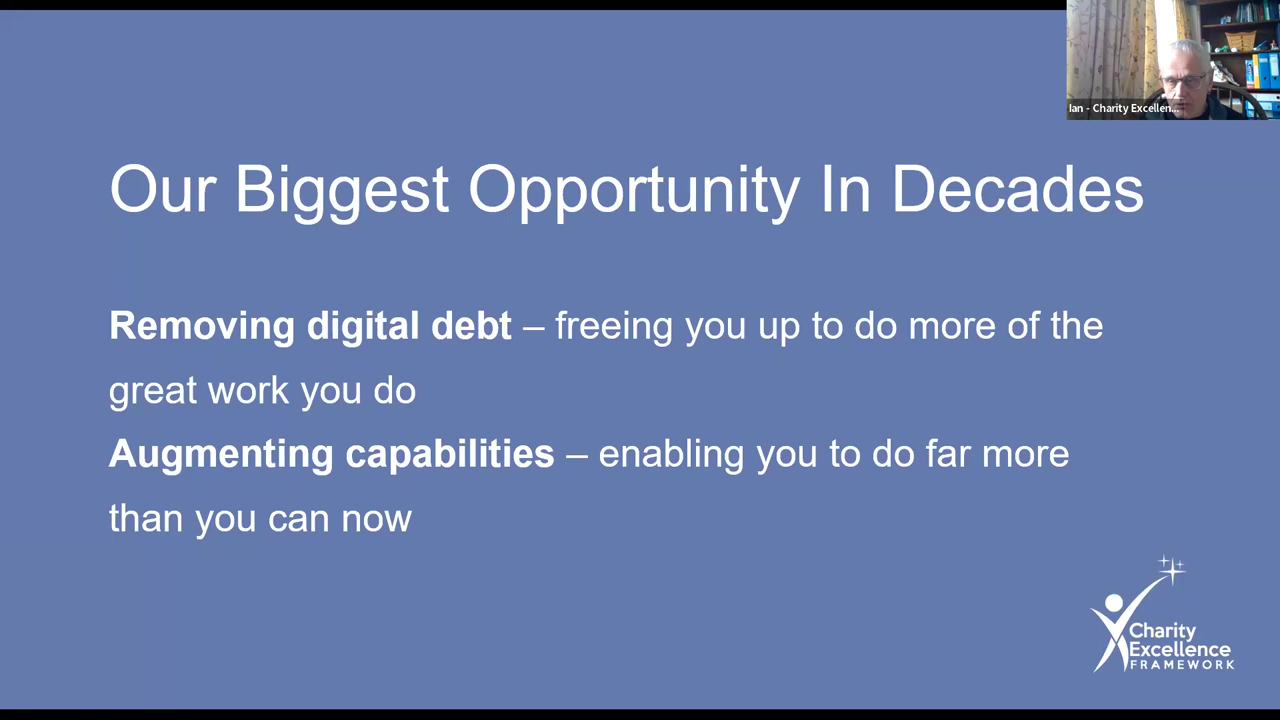 Ian - Charity Excellen...
Our Biggest Opportunity In Decades
Removing digital debt – freeing you up to do more of the
great work you do
Augmenting capabilities – enabling you to do far more
than you can now
Charity
Excellence
FRAMEWORK